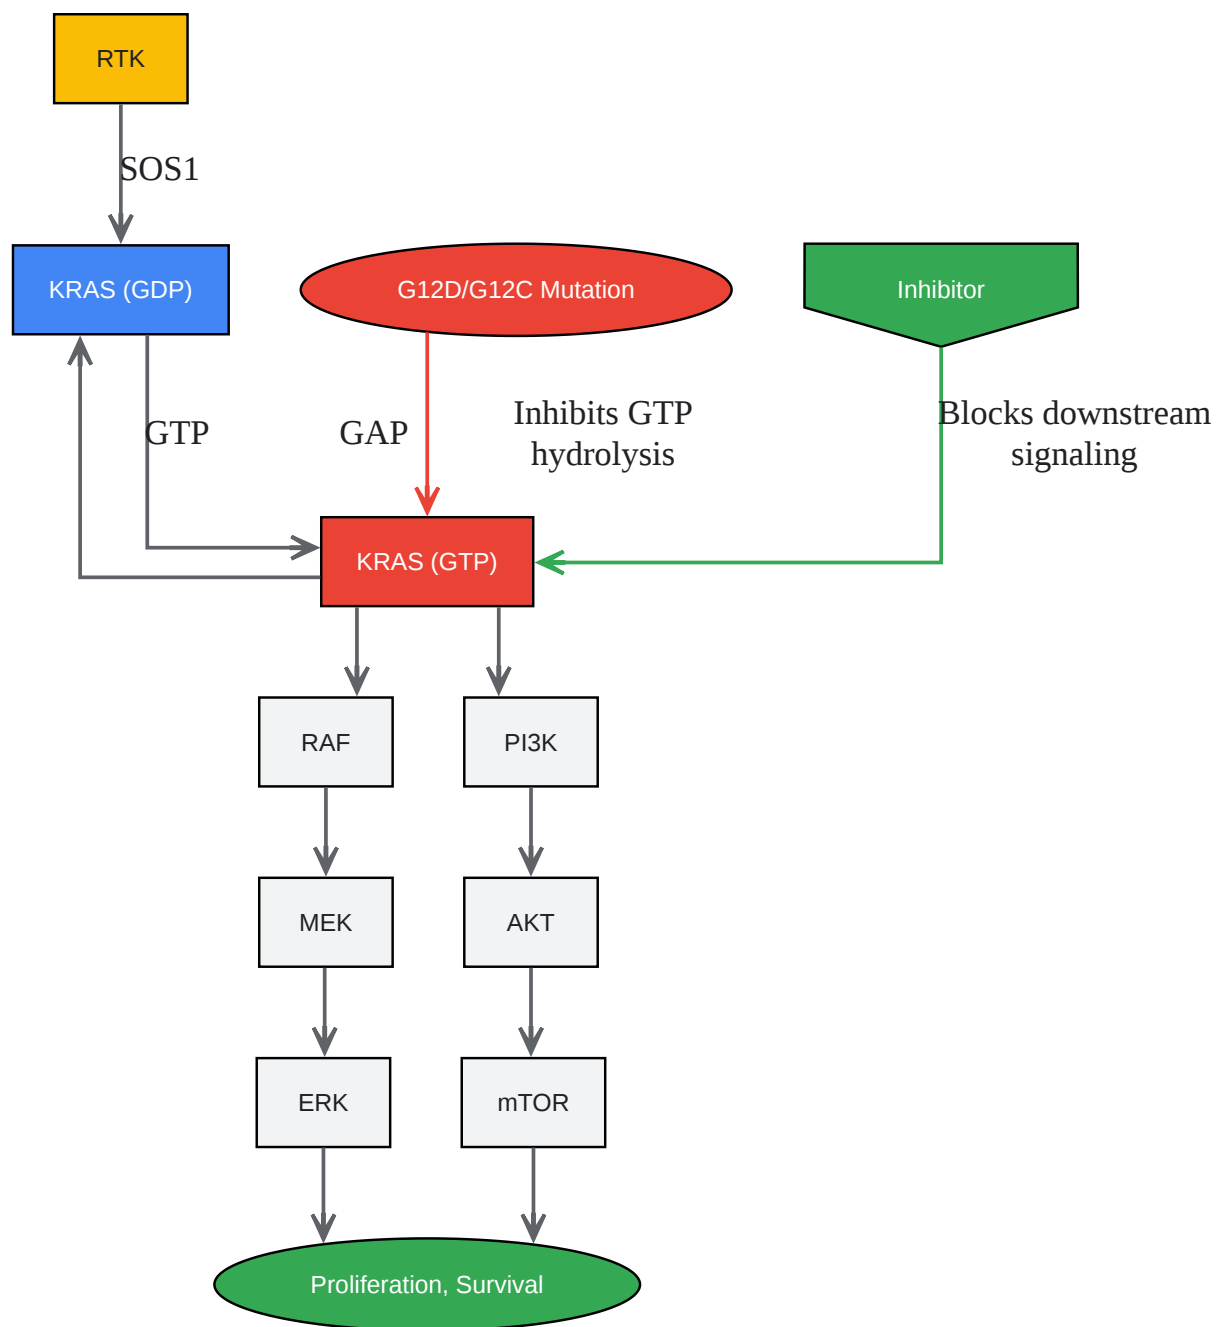 RTK
SOS1
KRAS (GDP)
G12D/G12C Mutation
Inhibitor
GTP
GAP
Inhibits GTP
hydrolysis
Blocks downstream
signaling
KRAS (GTP)
RAF
PI3K
MEK
AKT
ERK
mTOR
Proliferation, Survival